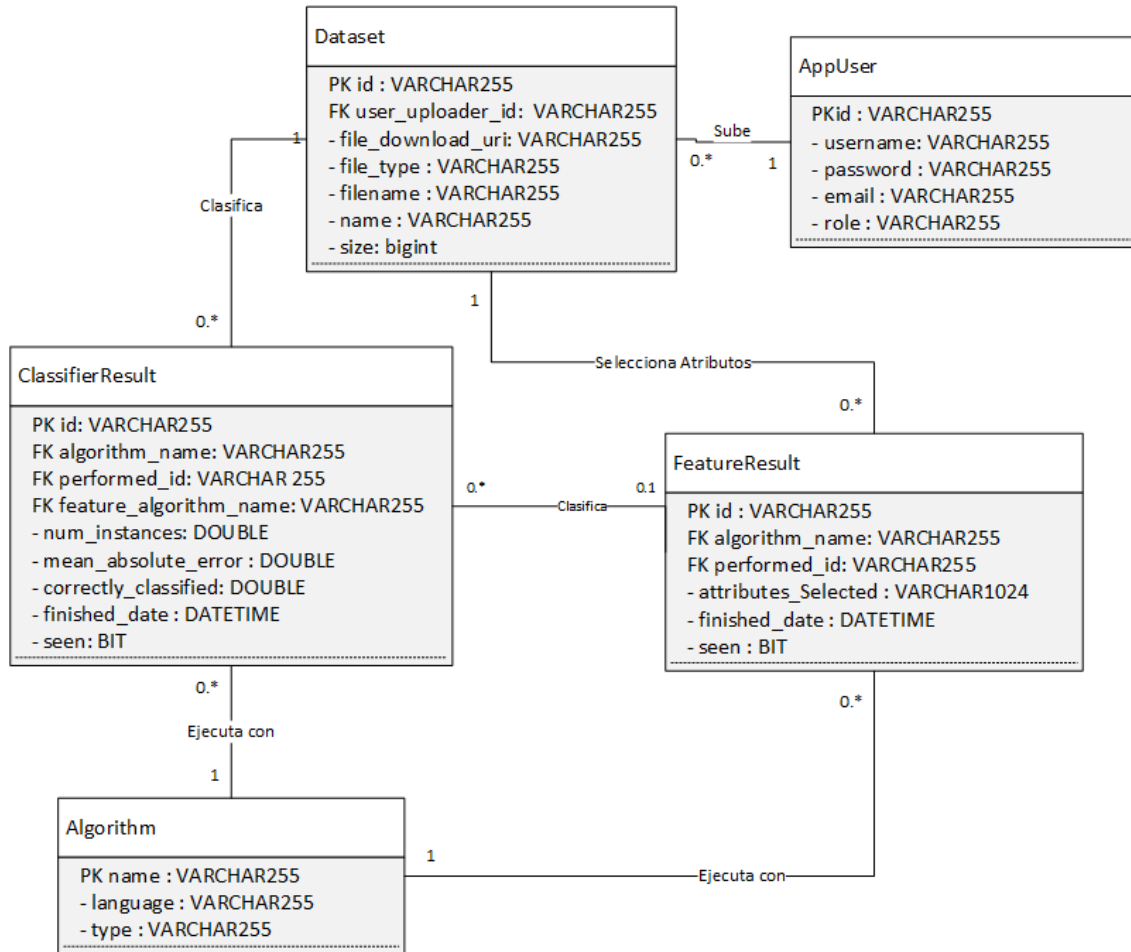 Dataset
PK id : VARCHAR255
FK user_uploader_id: VARCHAR255
- file_download_uri: VARCHAR255
- file_type : VARCHAR255
- filename : VARCHAR255
- name : VARCHAR255
- size: bigint
AppUser
PKid : VARCHAR255
- username: VARCHAR255
- password : VARCHAR255
- email : VARCHAR255
- role : VARCHAR255
Sube
0.*
1
1
Clasifica
0.*
1
Selecciona Atributos
0.*
ClassifierResult
PK id: VARCHAR255
FK algorithm_name: VARCHAR255
FK performed_id: VARCHAR 255
FK feature_algorithm_name: VARCHAR255
- num_instances: DOUBLE
- mean_absolute_error : DOUBLE
- correctly_classified: DOUBLE
- finished_date : DATETIME
- seen: BIT
0.*
Clasifica
0.1
FeatureResult
PK id : VARCHAR255
FK algorithm_name: VARCHAR255
FK performed_id: VARCHAR255
- attributes_Selected : VARCHAR1024
- finished_date : DATETIME
- seen : BIT
0.*
Ejecuta con
1
0.*
Algorithm
PK name : VARCHAR255
- language : VARCHAR255
- type : VARCHAR255
1
Ejecuta con